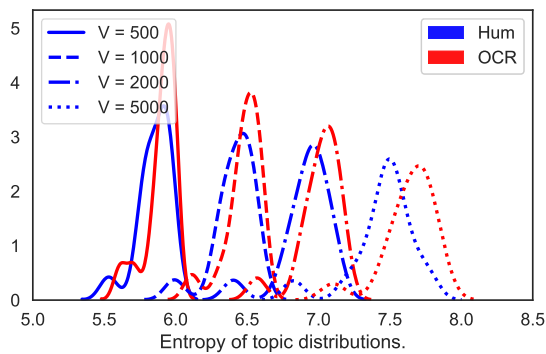 V = 500
V = 1000
V = 2000
V = 5000
Hum
OCR
5
4
3
2
1
0
5.0 5.5 6.0 6.5 7.0 7.5 8.0 8.5
Entropy of topic distributions.